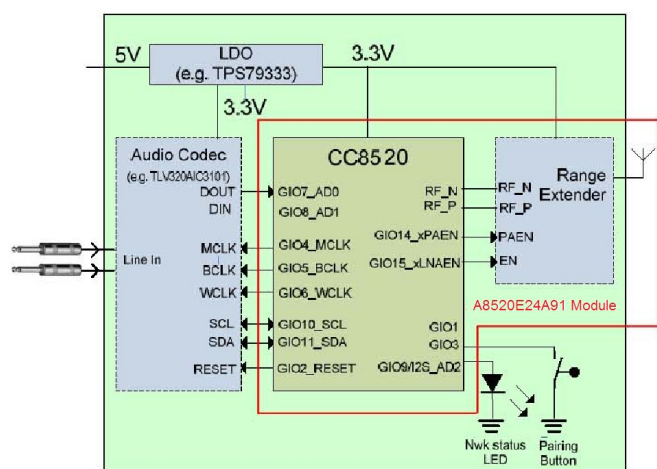 5V
LDO
(e.g. TPS79333)
3.3V
3.3V
Audio Codec
(e.g. TLV320AIC3101)
DOUT
DIN
MCLK
Line In
BCLK
WCLK
SCL
SDA
RESET
CC8520
GIO7_AD0
GIO8_AD1
GIO4_MCLK
GIO5_BCLK
GIO6_WCLK
GIO10_SCL
GIO11_SDA
GIO2_RESET
RF_N
RF_P
GIO14_xPAEN
GIO15_xLNAEN
GIO1
GIO3
GIO9/I2S_AD2
Range
Extender
RF_N
RF_P
PAEN
EN
A8520E24A91 Module
Nwk status
LED
Pairing
Button